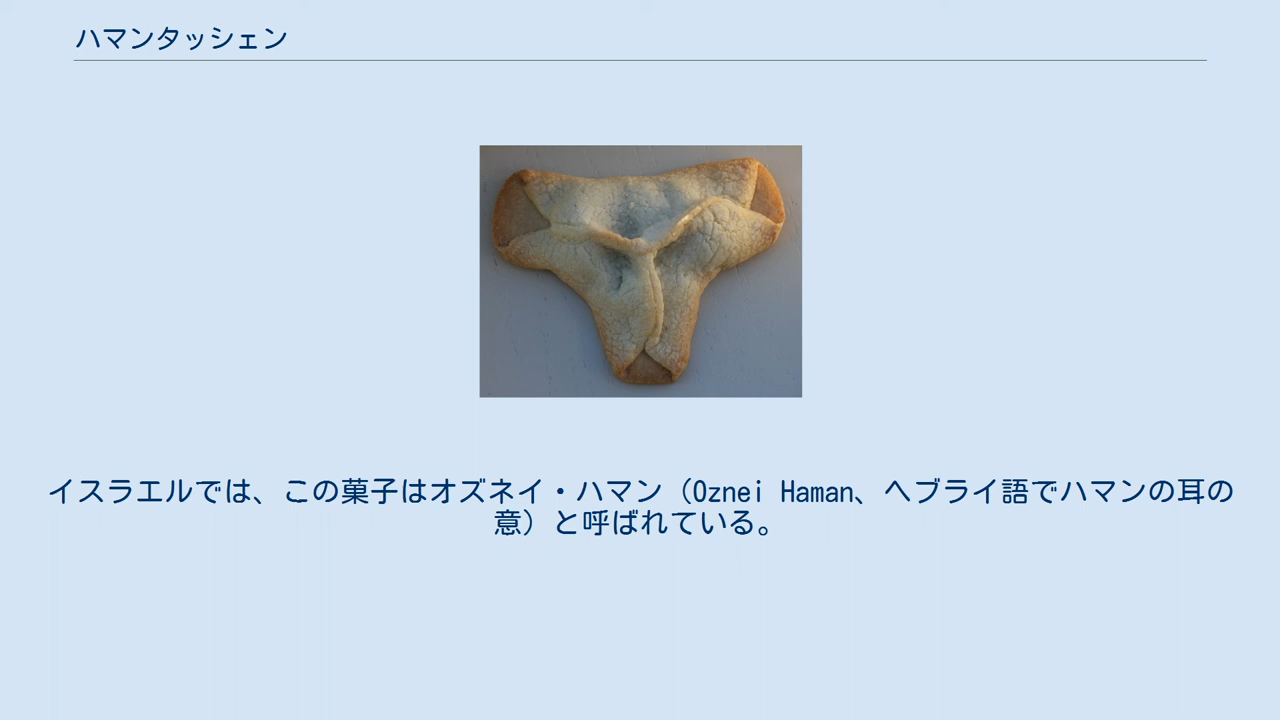 ハマンタッシェン
イスラエルでは、この菓子はオズネイ・ハマン（Oznei Haman、ヘブライ語でハマンの耳の
意）と呼ばれている。